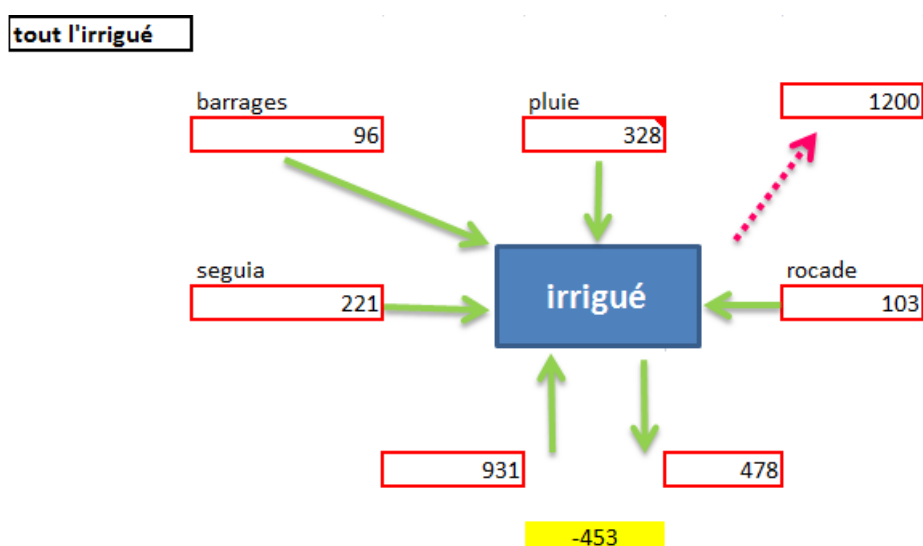 tout l'irrigué
barrages
pluie
1200
96
328
seguia
irrigué
rocade
221
103
931
478
-453